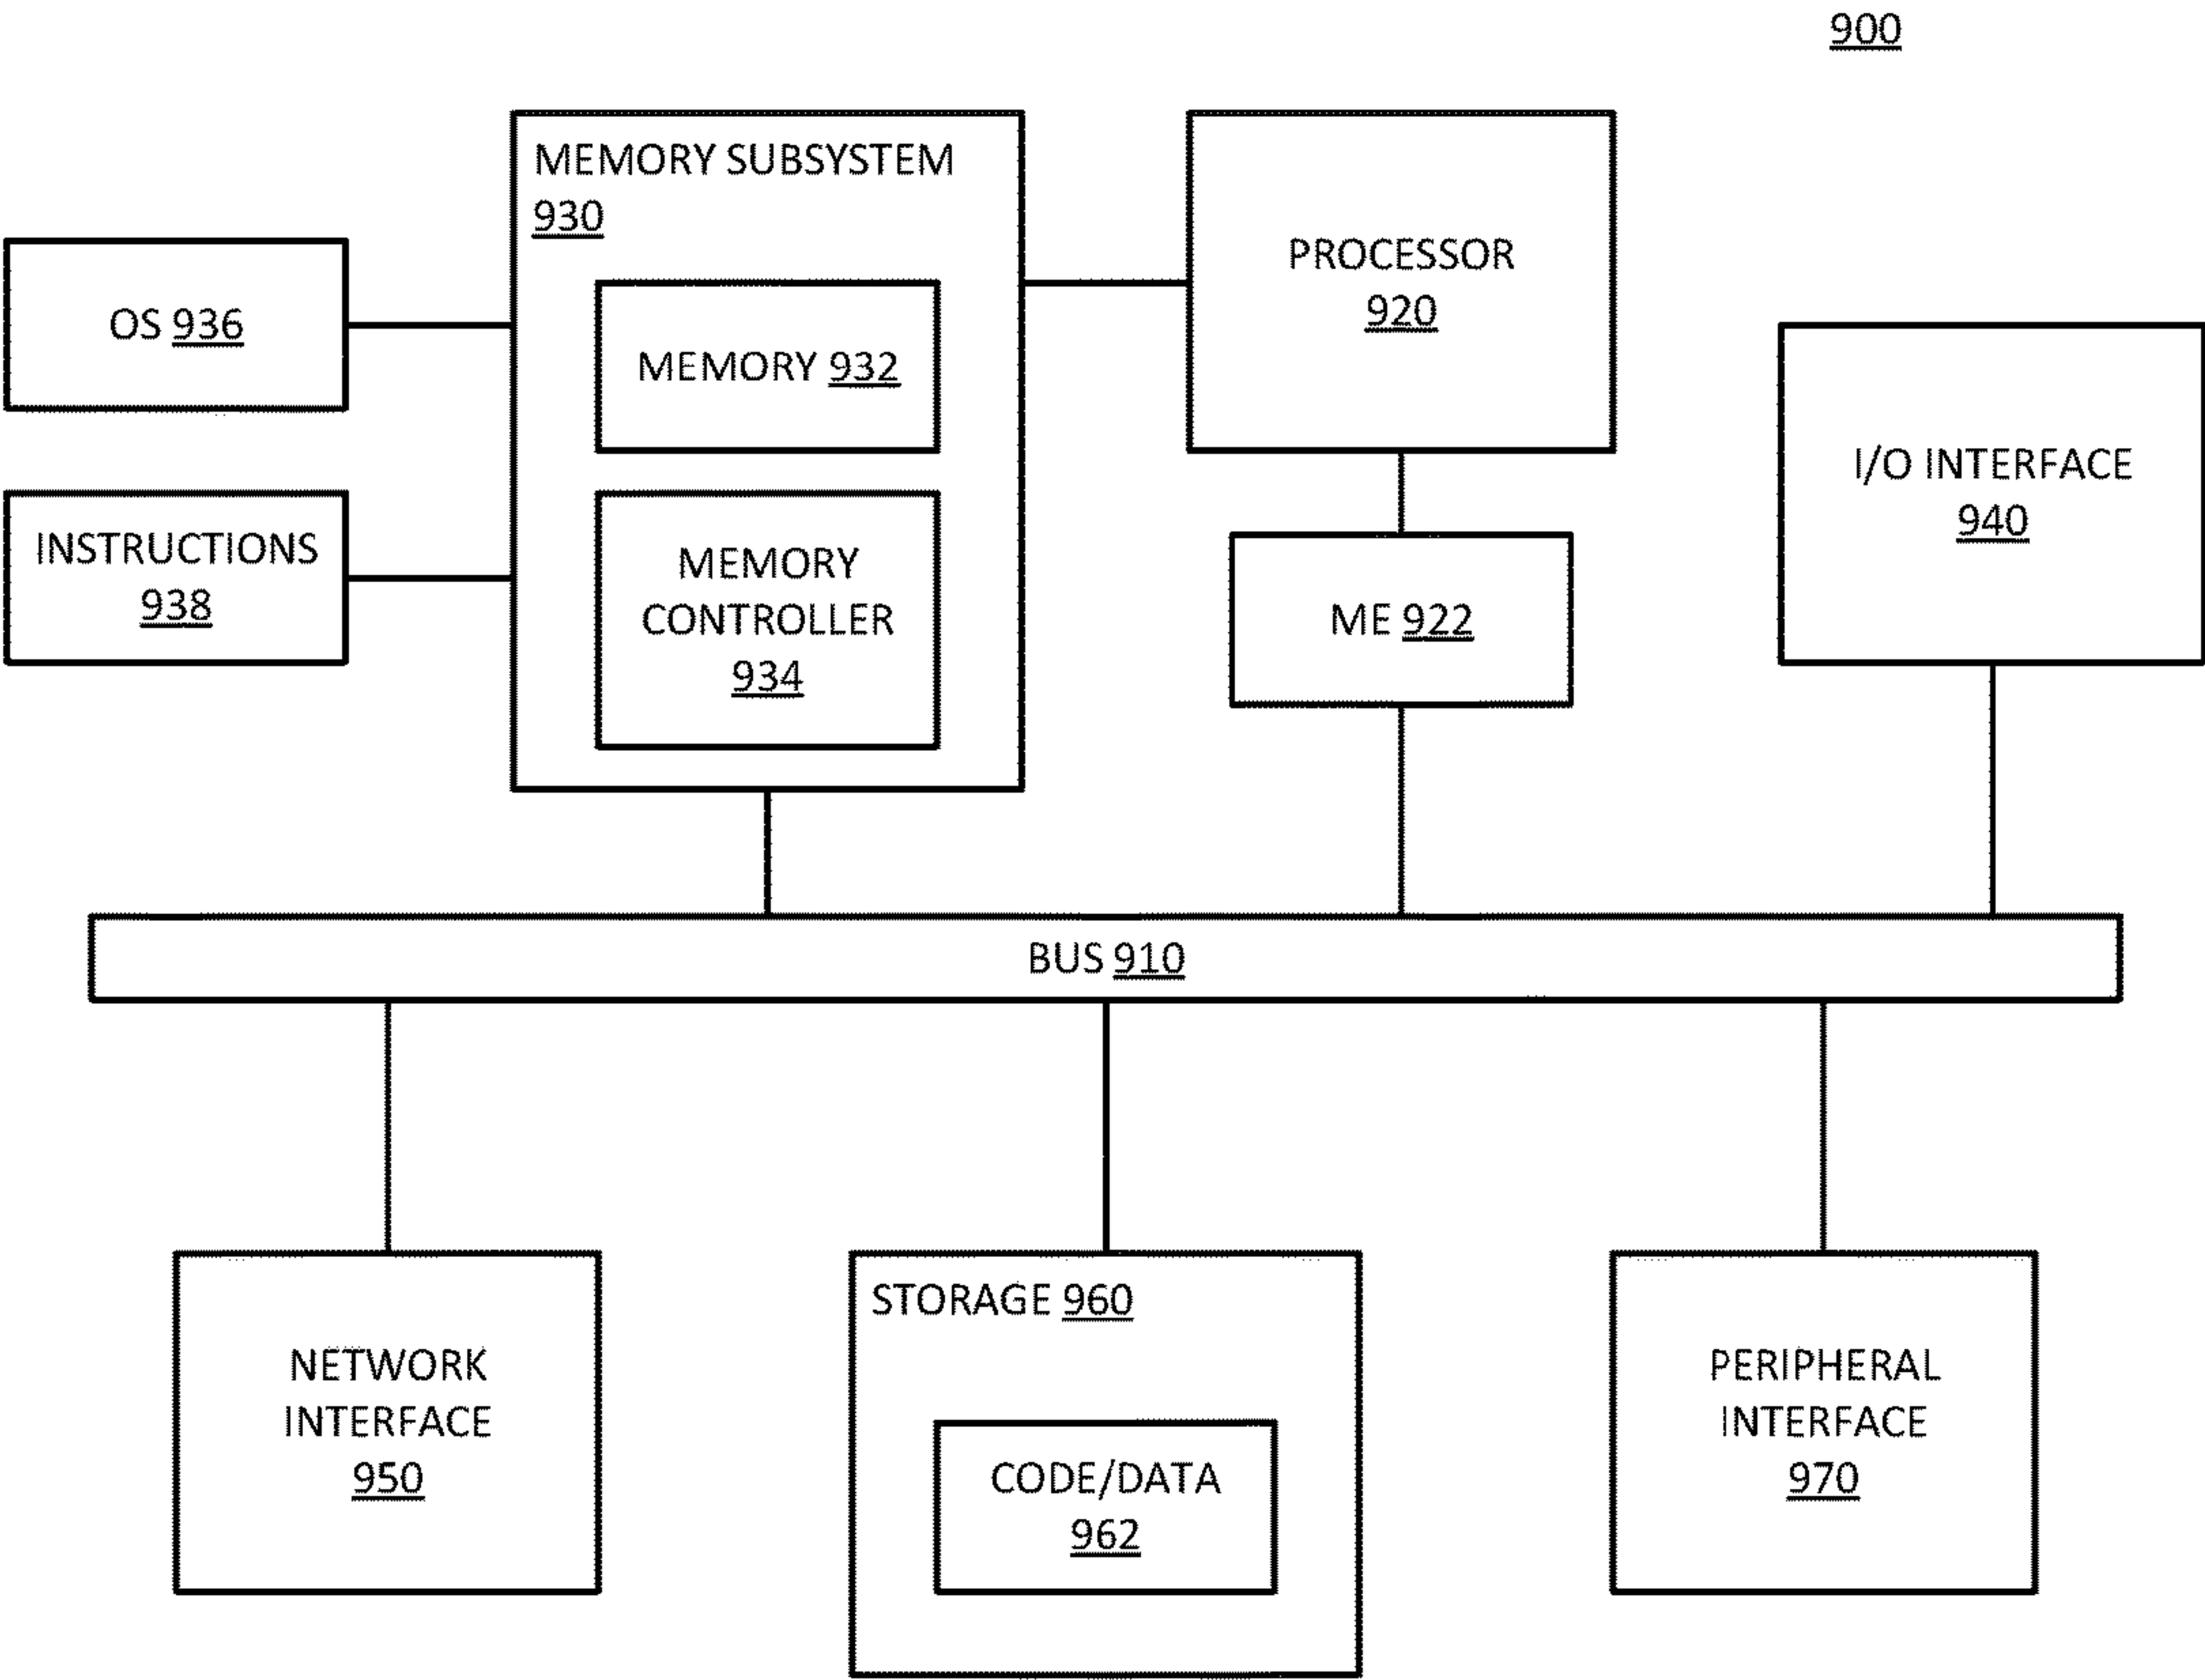 900
MEMORY SUBSYSTEM
930
MEMORY 932
MEMORY
CONTROLLER
934
OS 936
INSTRUCTIONS
938
PROCESSOR
920
ME 922
I/O INTERFACE
940
BUS 910
NETWORK
INTERFACE
950
STORAGE 960
CODE/DATA
962
PERIPHERAL
INTERFACE
970